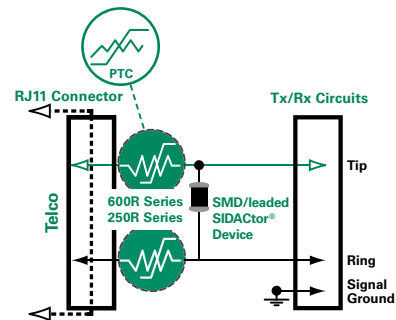 PTC
RJ11 Connector
Tx/Rx Circuits
Tip
Telco
600R Series
250R Series
SMD/leaded
SIDACtor®
Device
Ring
Signal
Ground